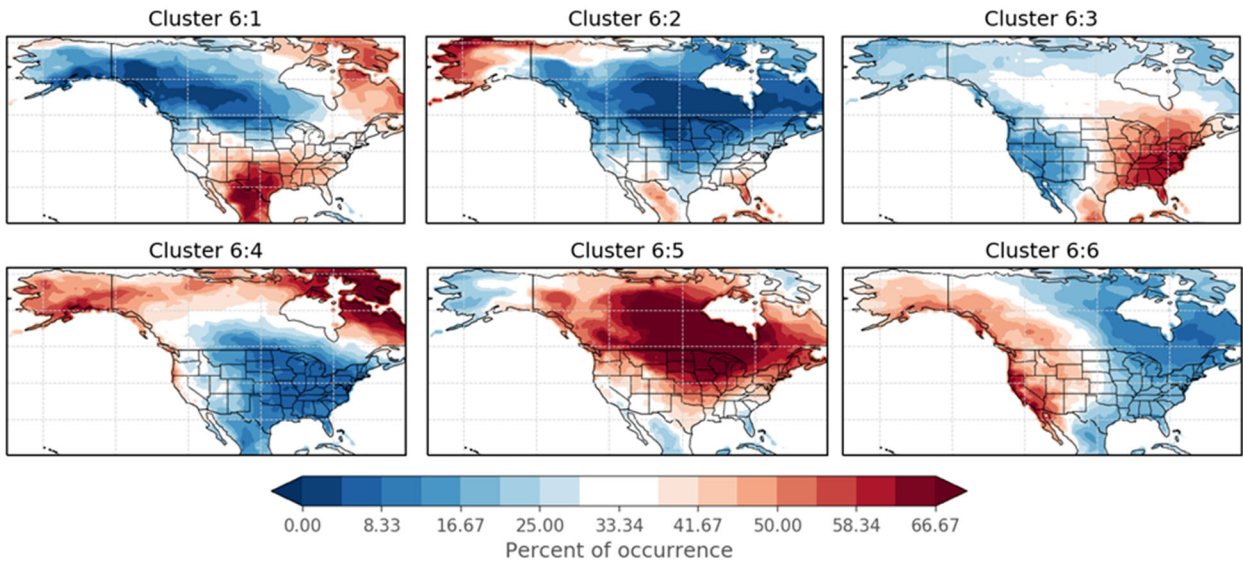 Cluster 6:1
Cluster 6:2
Cluster 6:3
Cluster 6:4
Cluster 6:5
Cluster 6:6
0.00 8.33 16.67 25.00 33.34 41.67 50.00 58.34 66.67
Percent of occurrence